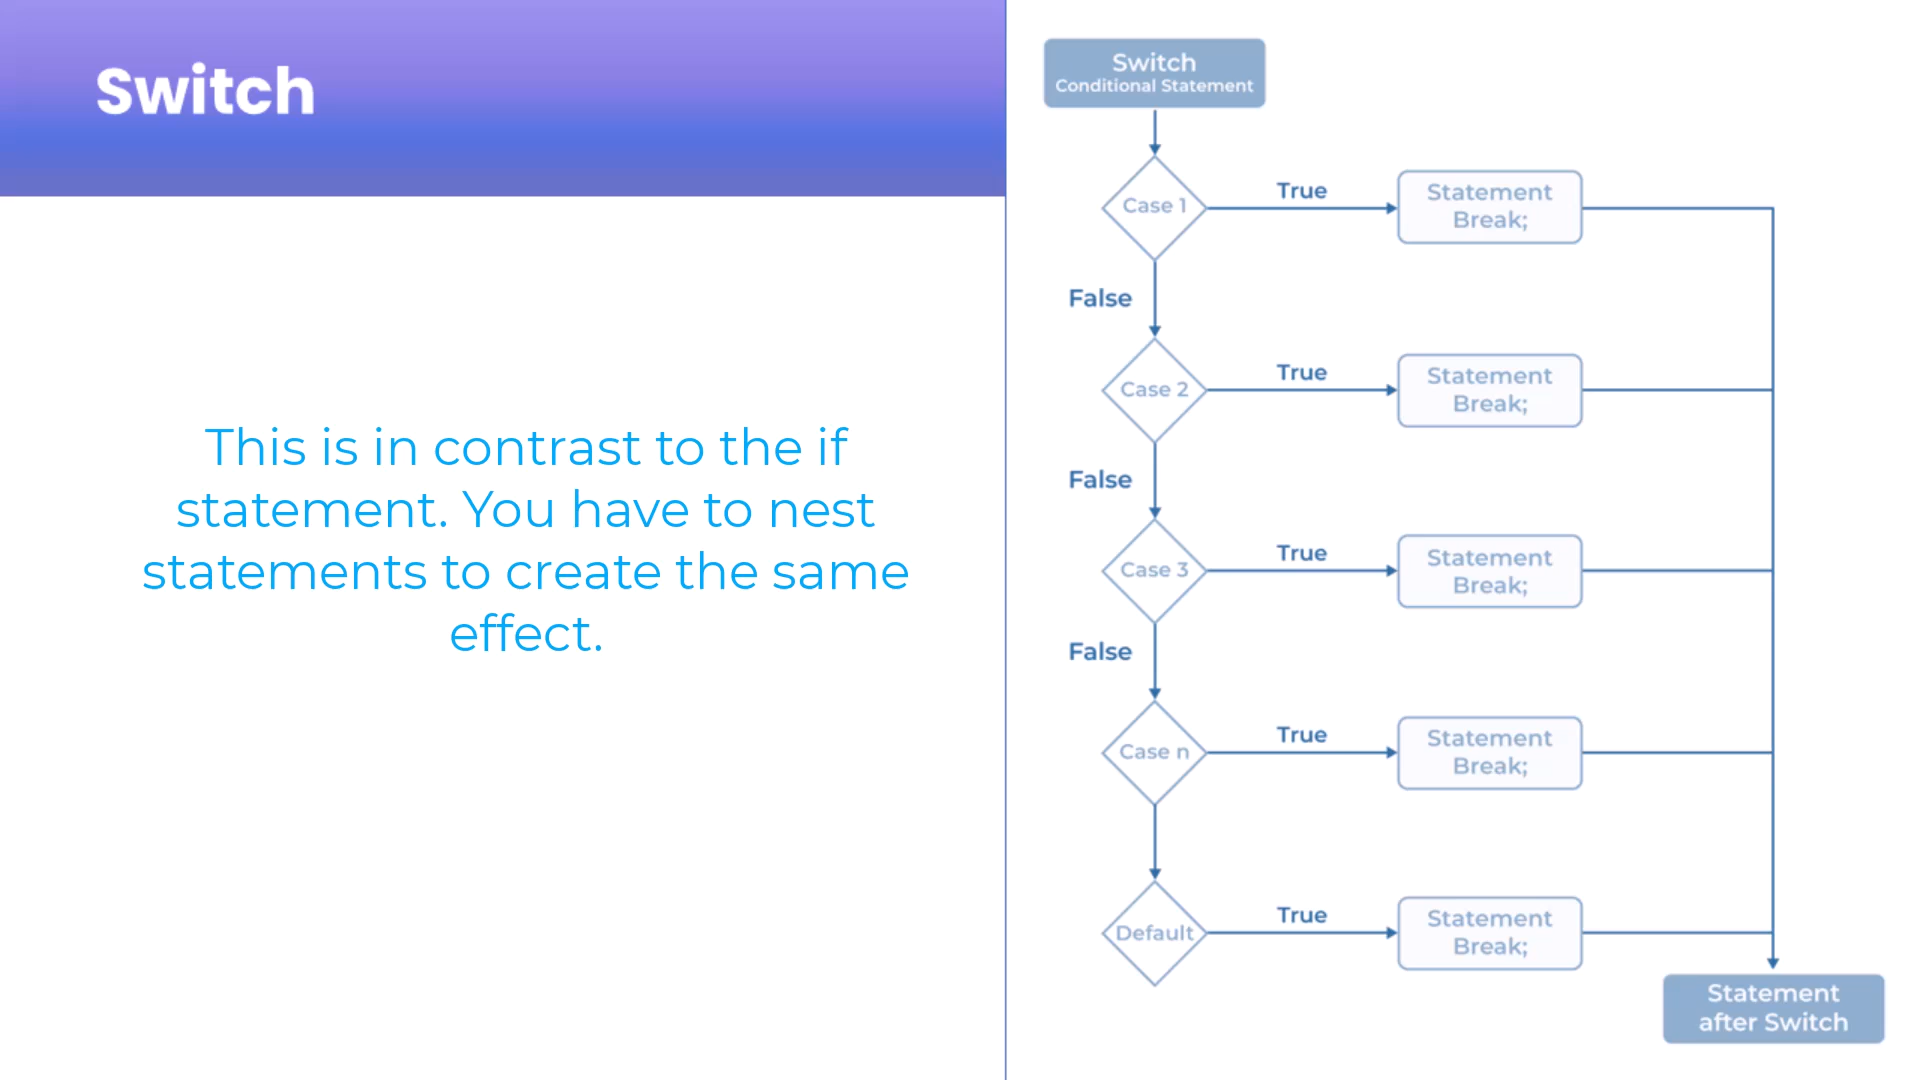 Switch
This is in contrast to the if
statement. You have to nest
statements to create the same
effect.
Switch
Conditional Statement
Case 1
True
Statement
Break;
False
Case 2
True
Statement
Break;
False
Case 3
True
Statement
Break;
False
Case n
True
Statement
Break;
Default
True
Statement
Break;
Statement
after Switch